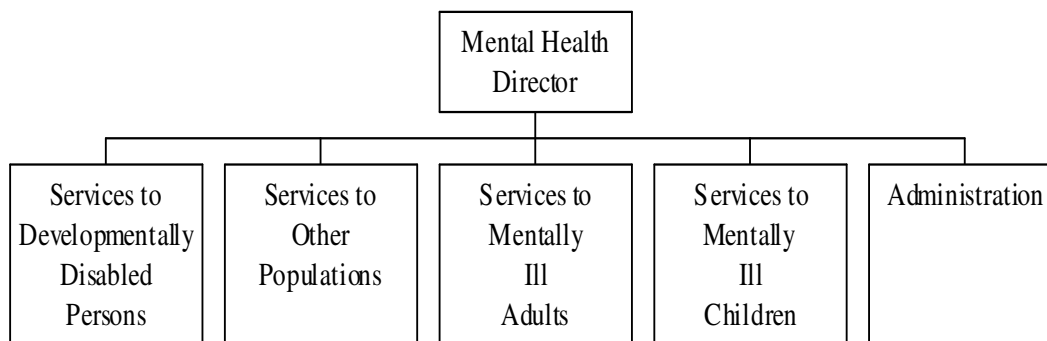 Mental Health
Director
Services to
Developmentally
Disabled
Persons
Services to
Other
Populations
Services to
Mentally
Ill
Adults
Services to
Mentally
Ill
Children
Administration